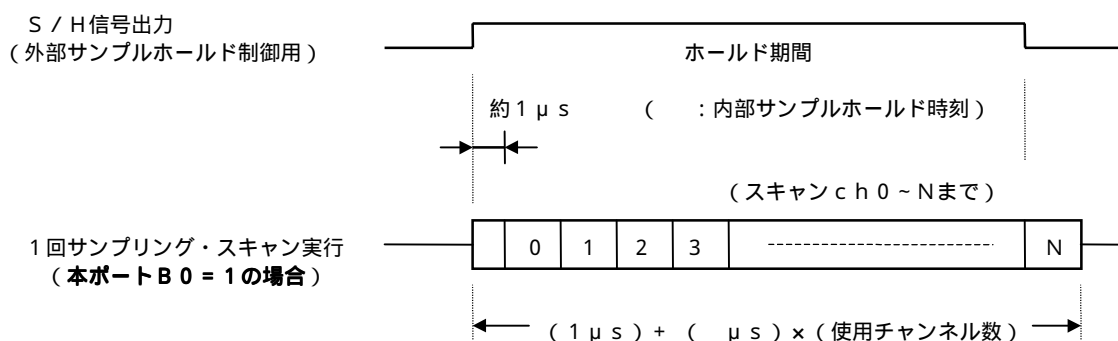 S/H信号出力
(外部サンプルホールド制御用)
ホールド期間
約1μs ( :内部サンプルホールド時刻)
(スキャンch0~Nまで)
1回サンプリング・スキャン実行
(本ポートB0=1の場合)
0 1 2 3 N
(1μs)+( μs)×(使用チャンネル数)